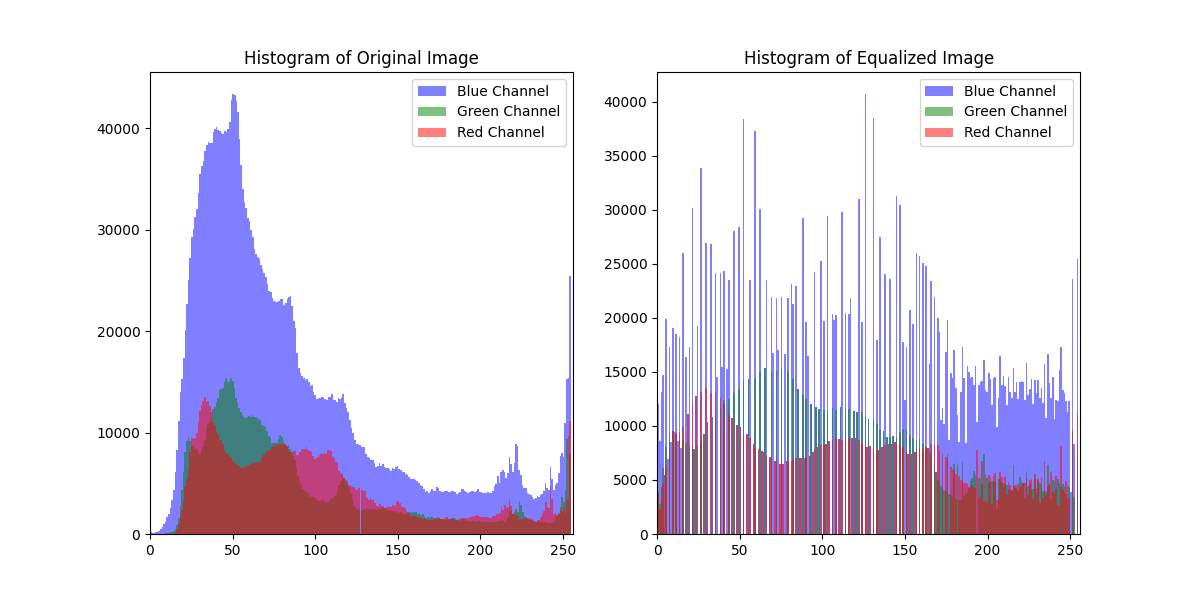 Histogram of Original Image
Blue Channel
Green Channel
Red Channel
40000
30000
20000
10000
0
0 50 100 150 200 250
Histogram of Equalized Image
Blue Channel
Green Channel
Red Channel
40000
35000
30000
25000
20000
15000
10000
5000
0
0 50 100 150 200 250